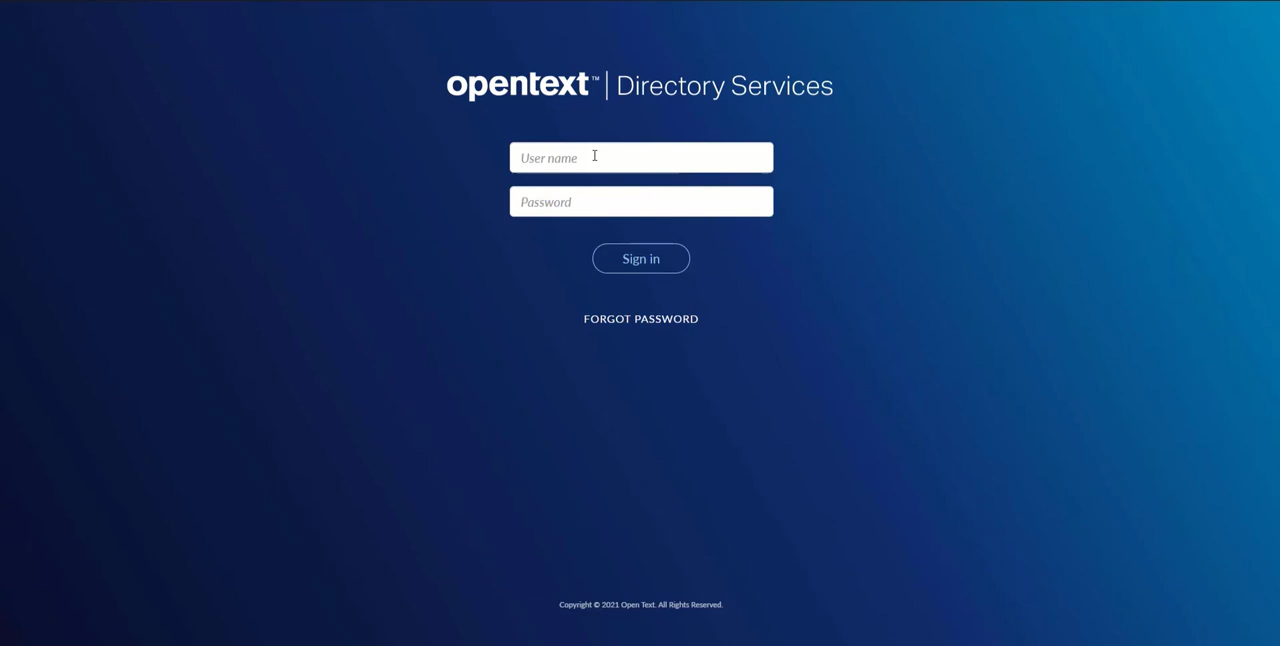 opentext™ | Directory Services
User name
Password
Sign in
FORGOT PASSWORD
Copyright © 2021 Open Text. All Rights Reserved.